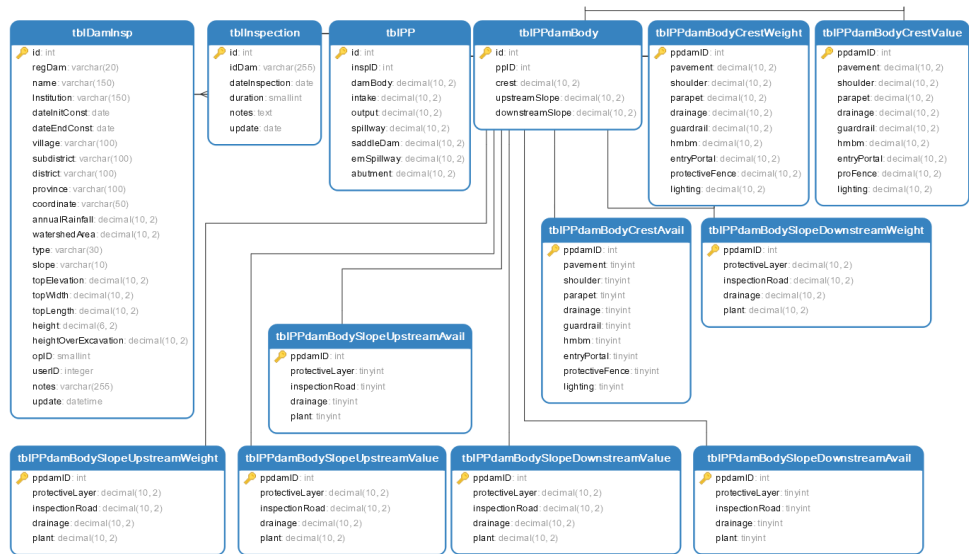 tblDamInsp
id: int
regDam: varchar(20)
name: varchar(150)
Institution: varchar(150)
dateInitConst: date
dateEndConst: date
village: varchar(100)
subdistrict: varchar(100)
district: varchar(100)
province: varchar(100)
coordinate: varchar(50)
annualRainfall: decimal(10, 2)
watershedArea: decimal(10, 2)
type: varchar(30)
slope: varchar(10)
topElevation: decimal(10, 2)
topWidth: decimal(10, 2)
topLength: decimal(10, 2)
height: decimal(6, 2)
heightOverExcavation: decimal(10, 2)
opID: smallint
userID: integer
notes: varchar(255)
update: datetime
tblInspection
id: int
idDam: varchar(255)
dateInspection: date
duration: smallint
notes: text
update: date
tblPP
id: int
inspID: int
damBody: decimal(10, 2)
intake: decimal(10, 2)
output: decimal(10, 2)
spillway: decimal(10, 2)
saddleDam: decimal(10, 2)
emSpillway: decimal(10, 2)
abutment: decimal(10, 2)
tblPPdamBody
id: int
ppID: int
crest: decimal(10, 2)
upstreamSlope: decimal(10, 2)
downstreamSlope: decimal(10, 2)
tblPPdamBodyCrestWeight
ppdamID: int
pavement: decimal(10, 2)
shoulder: decimal(10, 2)
parapet: decimal(10, 2)
drainage: decimal(10, 2)
guardrail: decimal(10, 2)
hmbm: decimal(10, 2)
entryPortal: decimal(10, 2)
protectiveFence: decimal(10, 2)
lighting: decimal(10, 2)
tblPPdamBodyCrestValue
ppdamID: int
pavement: decimal(10, 2)
shoulder: decimal(10, 2)
parapet: decimal(10, 2)
drainage: decimal(10, 2)
guardrail: decimal(10, 2)
hmbm: decimal(10, 2)
entryPortal: decimal(10, 2)
proFence: decimal(10, 2)
lighting: decimal(10, 2)
tblPPdamBodyCrestAvail
ppdamID: int
pavement: tinyint
shoulder: tinyint
parapet: tinyint
drainage: tinyint
guardrail: tinyint
hmbm: tinyint
entryPortal: tinyint
protectiveFence: tinyint
lighting: tinyint
tblPPdamBodySlopeDownstreamWeight
ppdamID: int
protectiveLayer: decimal(10, 2)
inspectionRoad: decimal(10, 2)
drainage: decimal(10, 2)
plant: decimal(10, 2)
tblPPdamBodySlopeUpstreamAvail
ppdamID: int
protectiveLayer: tinyint
inspectionRoad: tinyint
drainage: tinyint
plant: tinyint
tblPPdamBodySlopeUpstreamWeight
ppdamID: int
protectiveLayer: decimal(10, 2)
inspectionRoad: decimal(10, 2)
drainage: decimal(10, 2)
plant: decimal(10, 2)
tblPPdamBodySlopeUpstreamValue
ppdamID: int
protectiveLayer: decimal(10, 2)
inspectionRoad: decimal(10, 2)
drainage: decimal(10, 2)
plant: decimal(10, 2)
tblPPdamBodySlopeDownstreamValue
ppdamID: int
protectiveLayer: decimal(10, 2)
inspectionRoad: decimal(10, 2)
drainage: decimal(10, 2)
plant: decimal(10, 2)
tblPPdamBodySlopeDownstreamAvail
ppdamID: int
protectiveLayer: tinyint
inspectionRoad: tinyint
drainage: tinyint
plant: tinyint